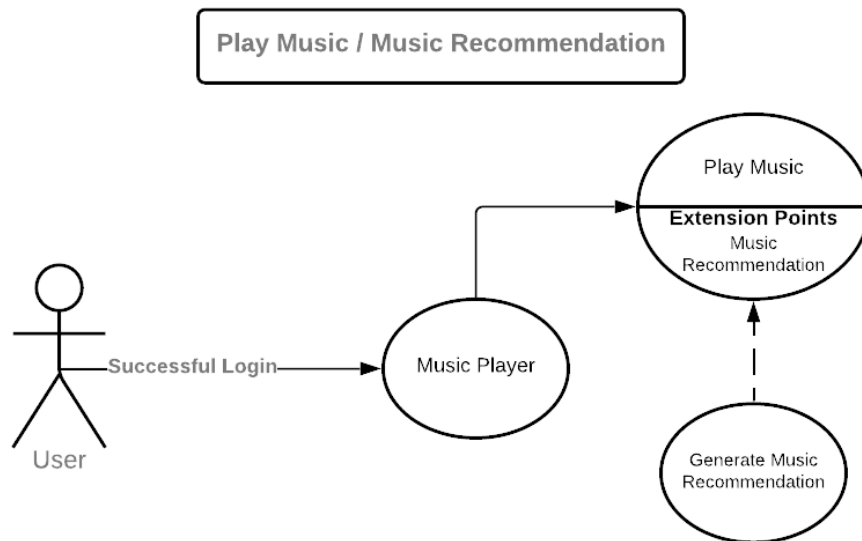 Play Music / Music Recommendation
Play Music
Extension Points
Music
Recommendation
Successful Login
Music Player
User
Generate Music
Recommendation